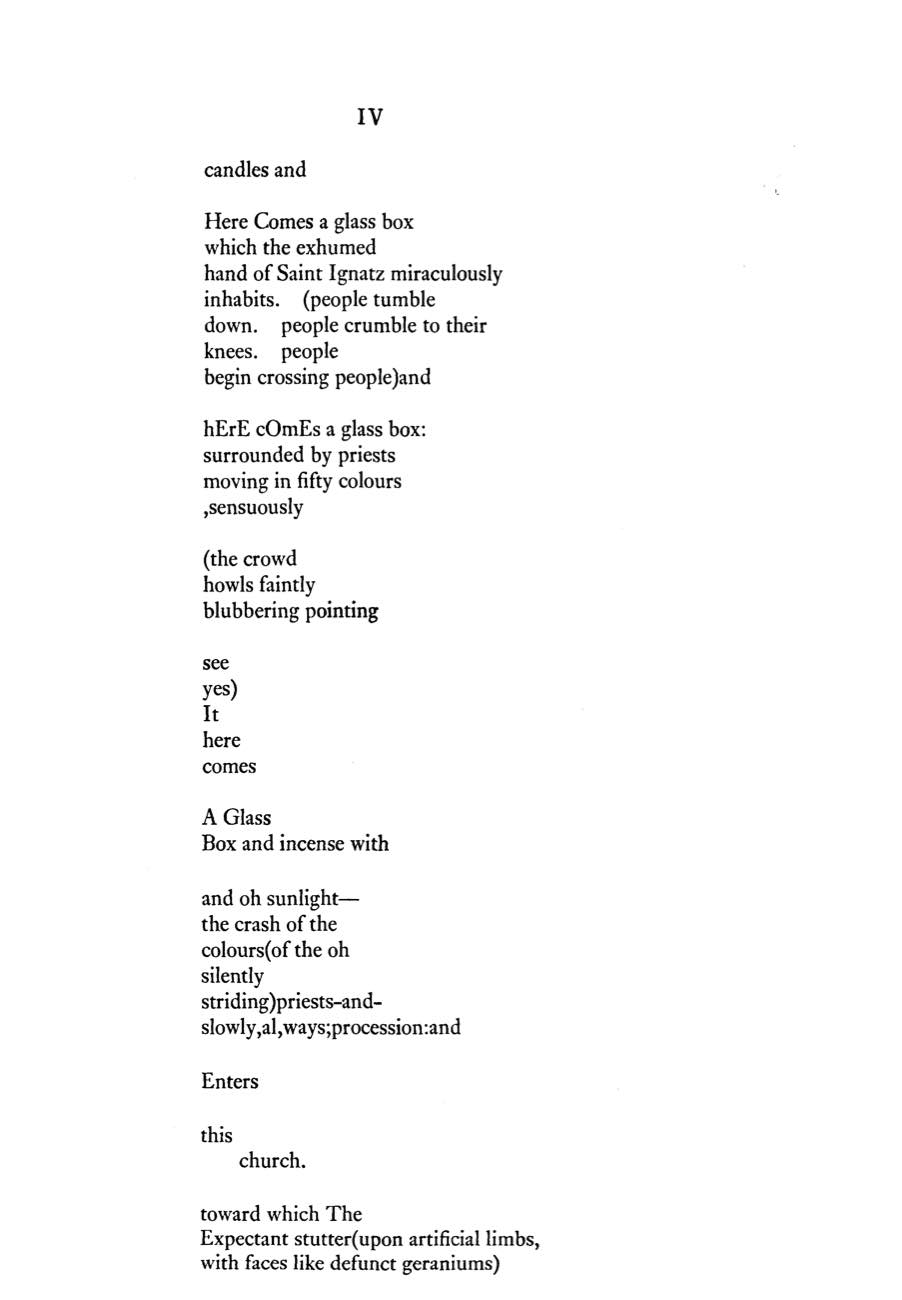 IV
candles and
Here Comes a glass box
which the exhumed
hand of Saint Ignatz miraculously
inhabits.    (people tumble
down.    people crumble to their
knees.    people
begin crossing people)and
hErE cOmEs a glass box:
surrounded by priests
moving in fifty colours
,sensuously
(the crowd
howls faintly
blubbering pointing
see
yes)
It
here
comes
A Glass
Box and incense with
and oh sunlight—
the crash of the
colours(of the oh
silently
striding)priests-and-
slowly,al,ways;procession:and
Enters
this
church.
toward which The
Expectant stutter(upon artificial limbs,
with faces like defunct geraniums)